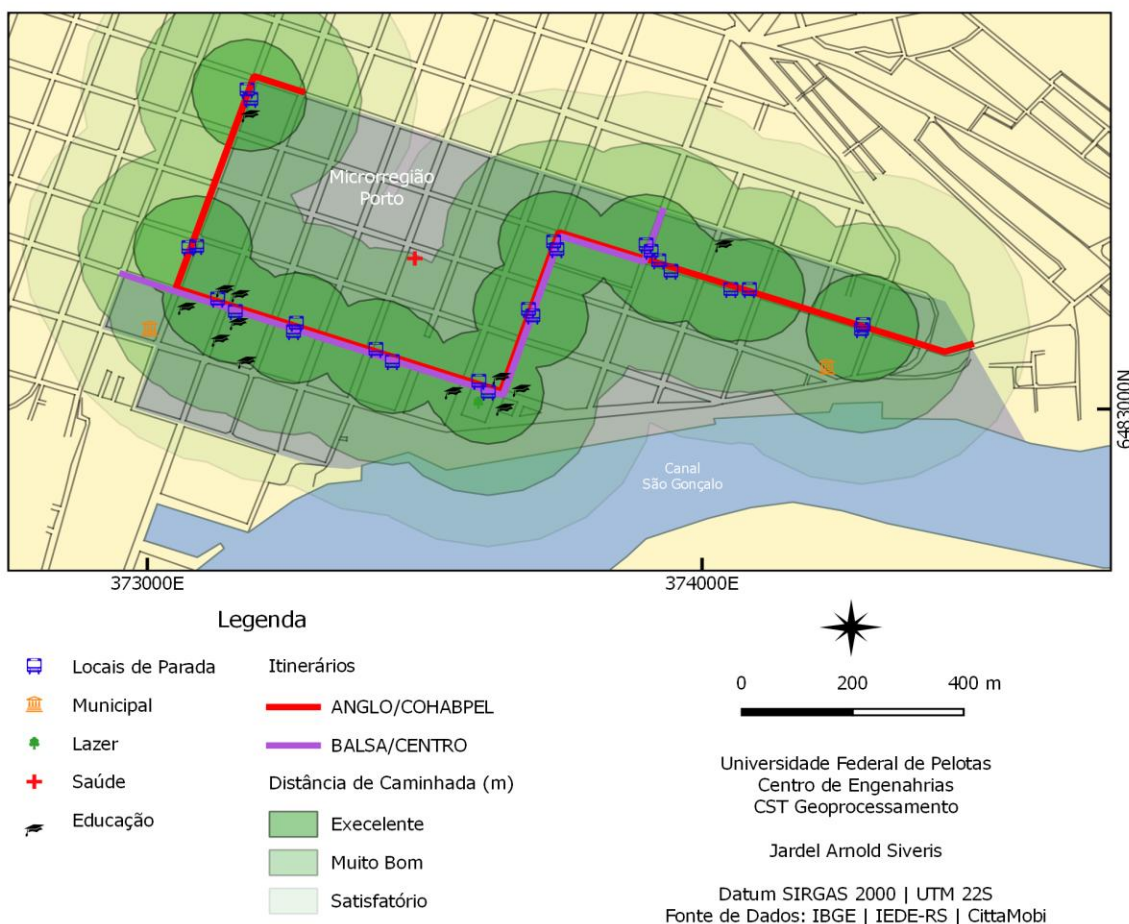 Microrregião
Porto
Canal
São Gonçalo
6483000N
373000E
374000E
Legenda
Locais de Parada
Municipal
Lazer
Saúde
Educação
Itinerários
ANGLO/COHABPEL
BALSA/CENTRO
Distância de Caminhada (m)
Execelente
Muito Bom
Satisfatório
0 200 400 m
Universidade Federal de Pelotas
Centro de Engenahrias
CST Geoprocessamento
Jardel Arnold Siveris
Datum SIRGAS 2000 | UTM 22S
Fonte de Dados: IBGE | IEDE-RS | CittaMobi